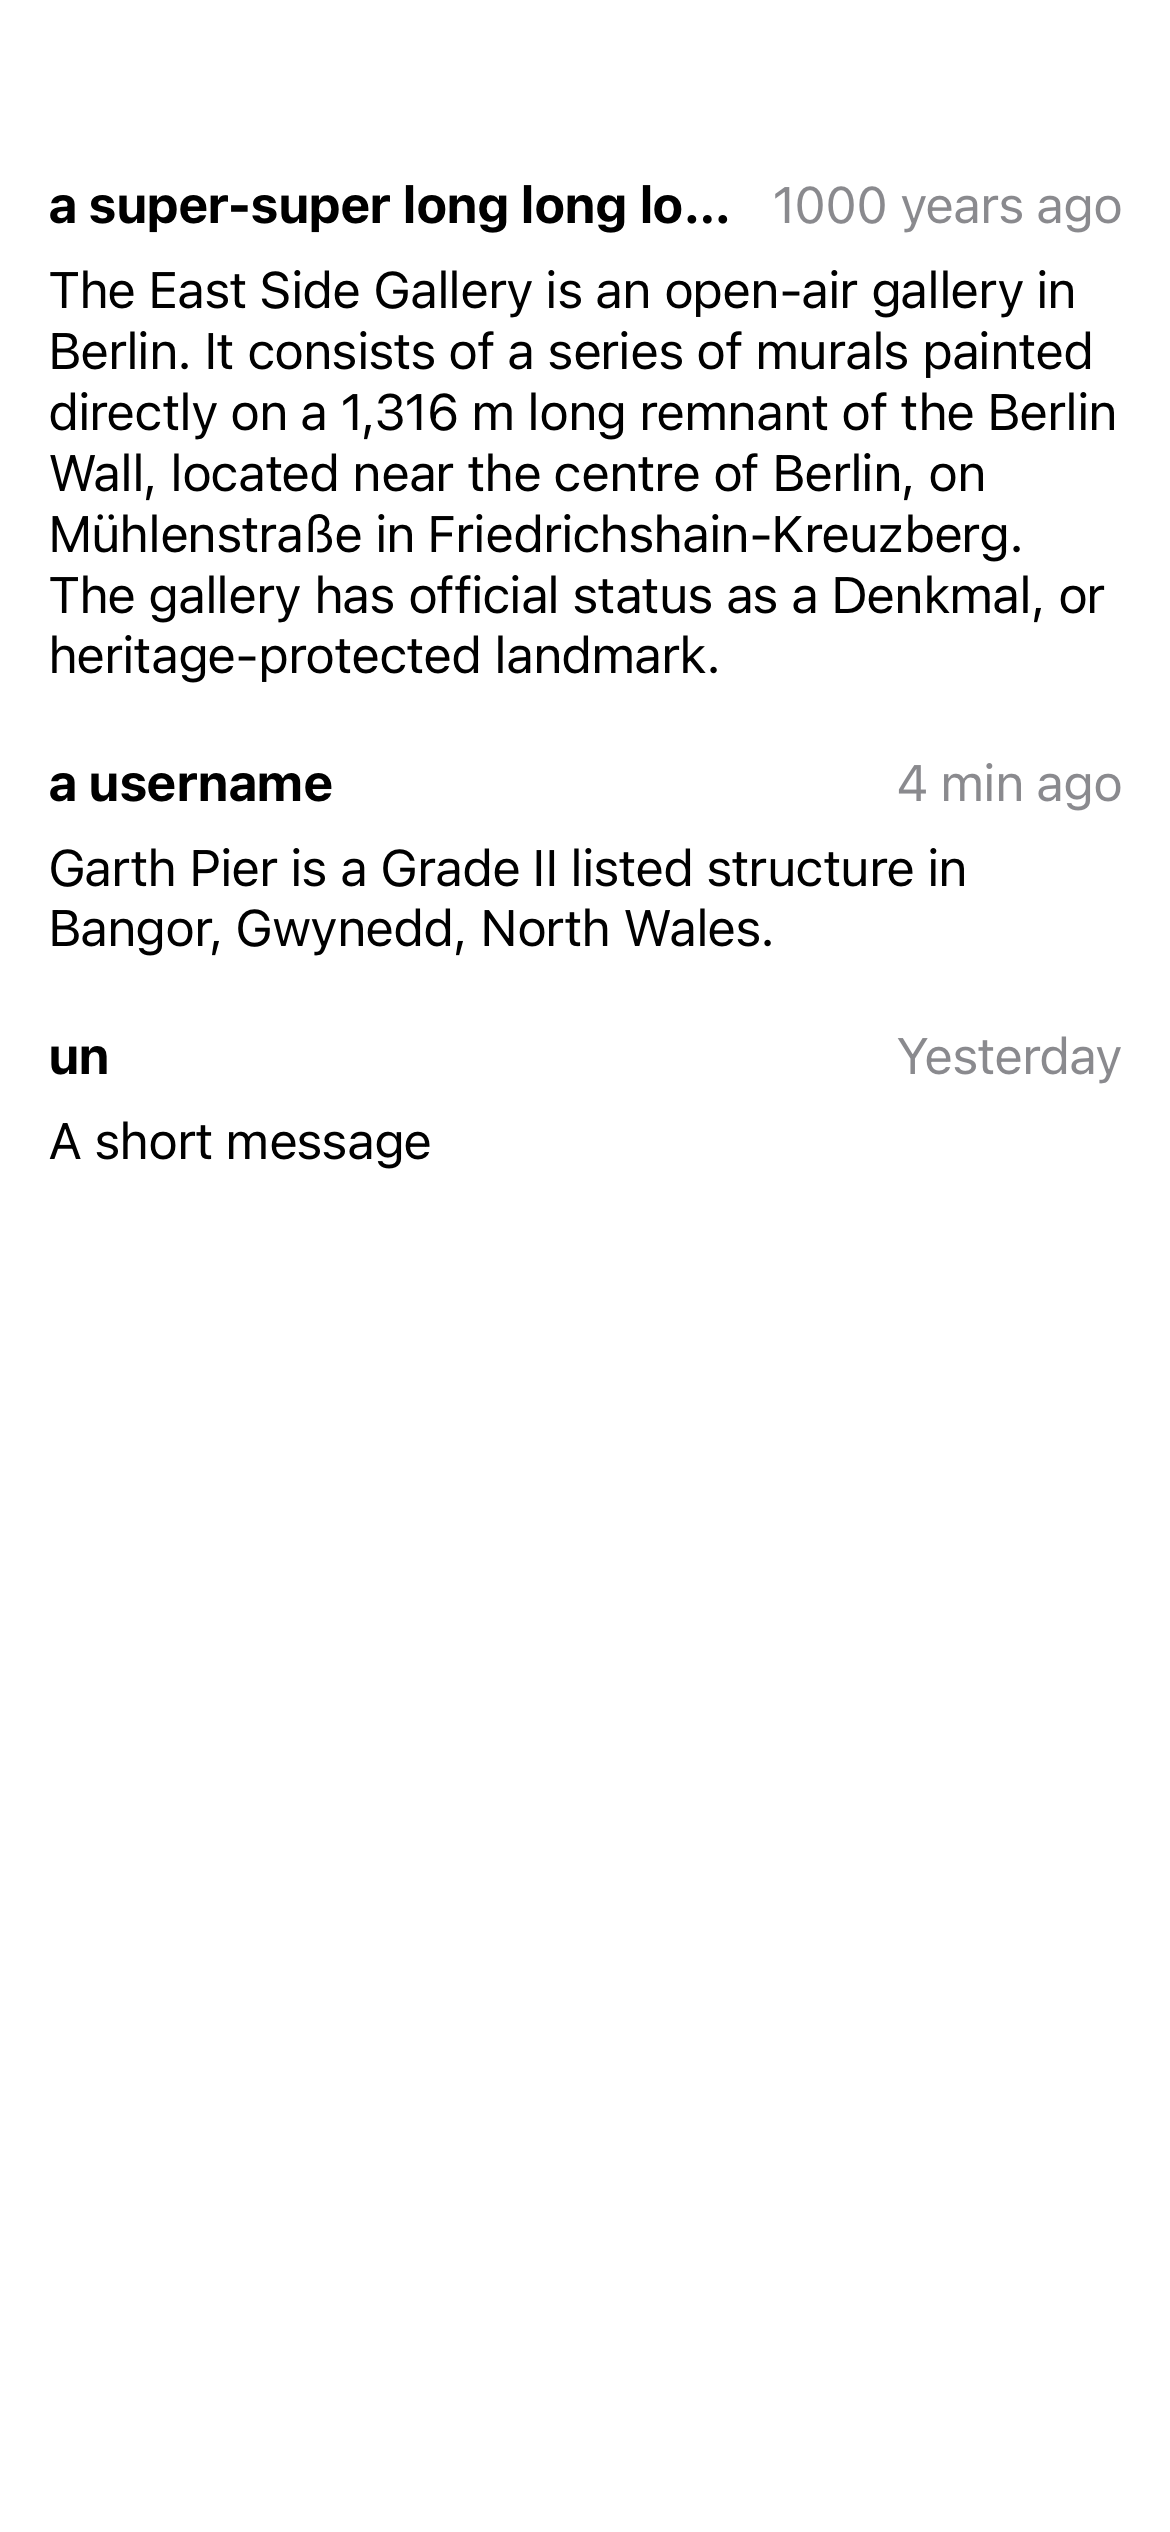 a super-super long long lo...
1000 years ago
The East Side Gallery is an open-air gallery in
Berlin. It consists of a series of murals painted
directly on a 1,316 m long remnant of the Berlin
Wall, located near the centre of Berlin, on
Mühlenstraße in Friedrichshain-Kreuzberg.
The gallery has official status as a Denkmal, or
heritage-protected landmark.
a username
4 min ago
Garth Pier is a Grade II listed structure in
Bangor, Gwynedd, North Wales.
un
Yesterday
A short message